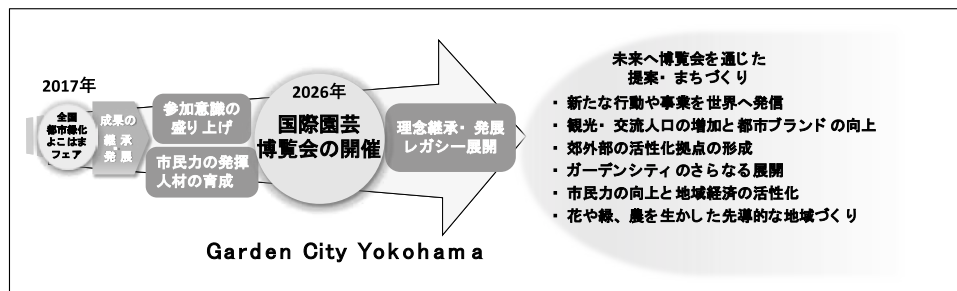 2017年
全国
都市緑化
よこはま
フェア
成果の
継承・
発展
参加意識の
盛り上げ
市民力の発揮
人材の育成
2026年
国際園芸
博覧会の開催
理念継承・発展
レガシー展開
未来へ博覧会を通じた
提案・まちづくり
・ 新たな行動や事業を世界へ発信
・ 観光・交流人口の増加と都市ブランドの向上
・ 郊外部の活性化拠点の形成
・ ガーデンシティのさらなる展開
・ 市民力の向上と地域経済の活性化
・ 花や緑、農を生かした先導的な地域づくり
Garden City Yokohama